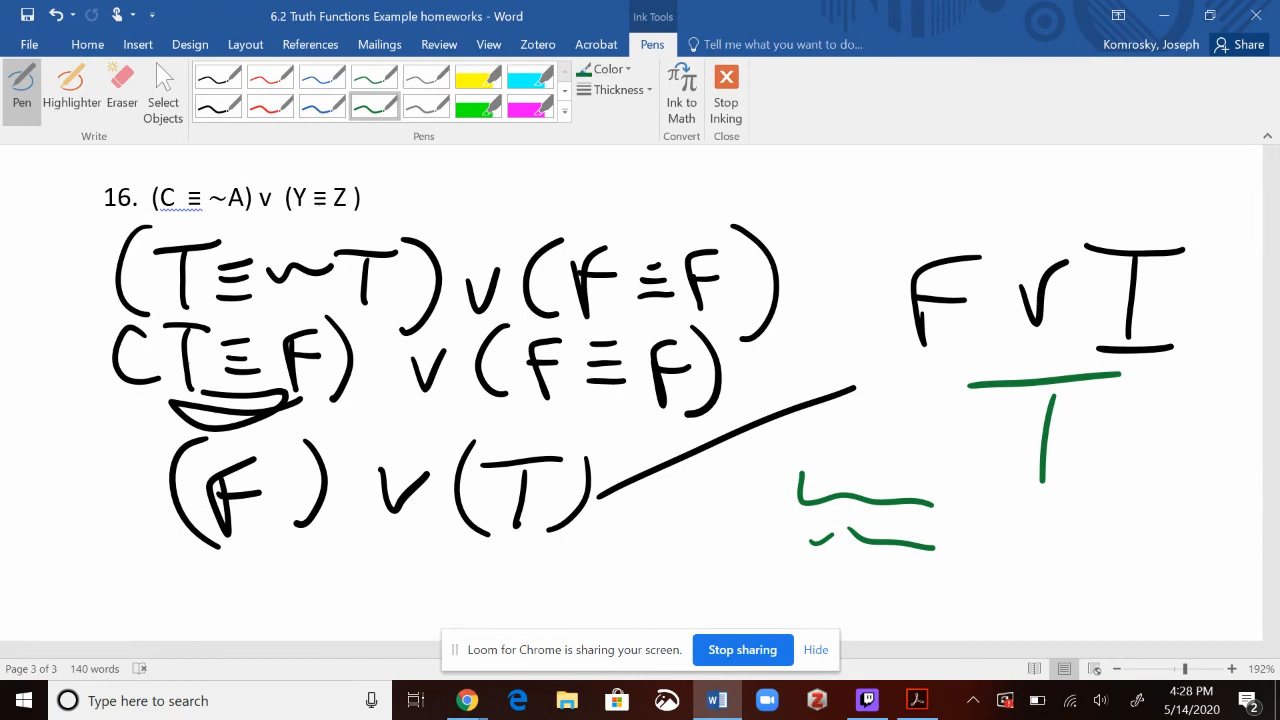 6.2 Truth Functions Example homeworks - Word
Ink Tools
File Home Insert Design Layout References Mailings Review View Zotero Acrobat Pens Tell me what you want to do... Komrosky, Joseph Share
Pen Highlighter Eraser Select Objects
Color
Thickness
Ink to Math
Stop Inking
Write Pens Convert Close
16. (C ≡ ~A) v (Y ≡ Z )
(T ≡ ~T) v (F ≡ F)
F v T
(T ≡ F) v (F ≡ F)
T
(F) v (T)
Loom for Chrome is sharing your screen. Stop sharing Hide
Page 3 of 3 140 words 192%
Type here to search
4:28 PM
5/14/2020
2